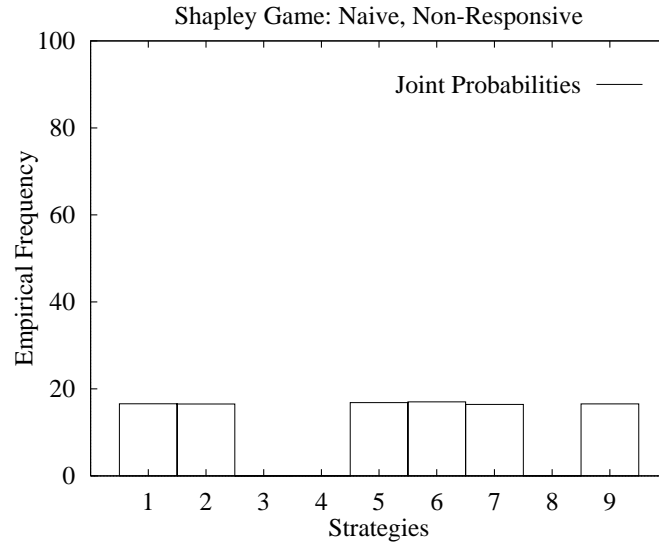 Shapley Game: Naive, Non-Responsive
100
Joint Probabilities
80
60
40
20
0
Empirical Frequency
1 2 3 4 5 6 7 8 9
Strategies